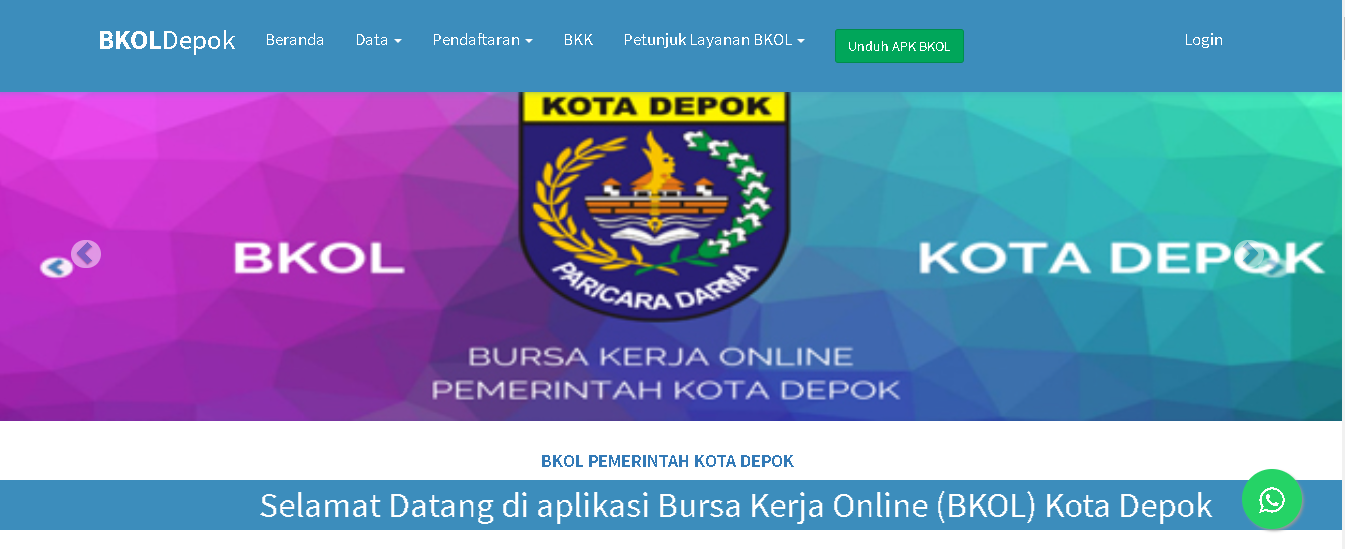 BKOLDepok Beranda Data Pendaftaran BKK Petunjuk Layanan BKOL Unduh APK BKOL Login
KOTA DEPOK
BKOL
KOTA DEPOK
PARICARA DARMA
BURSA KERJA ONLINE
PEMERINTAH KOTA DEPOK
BKOL PEMERINTAH KOTA DEPOK
Selamat Datang di aplikasi Bursa Kerja Online (BKOL) Kota Depok